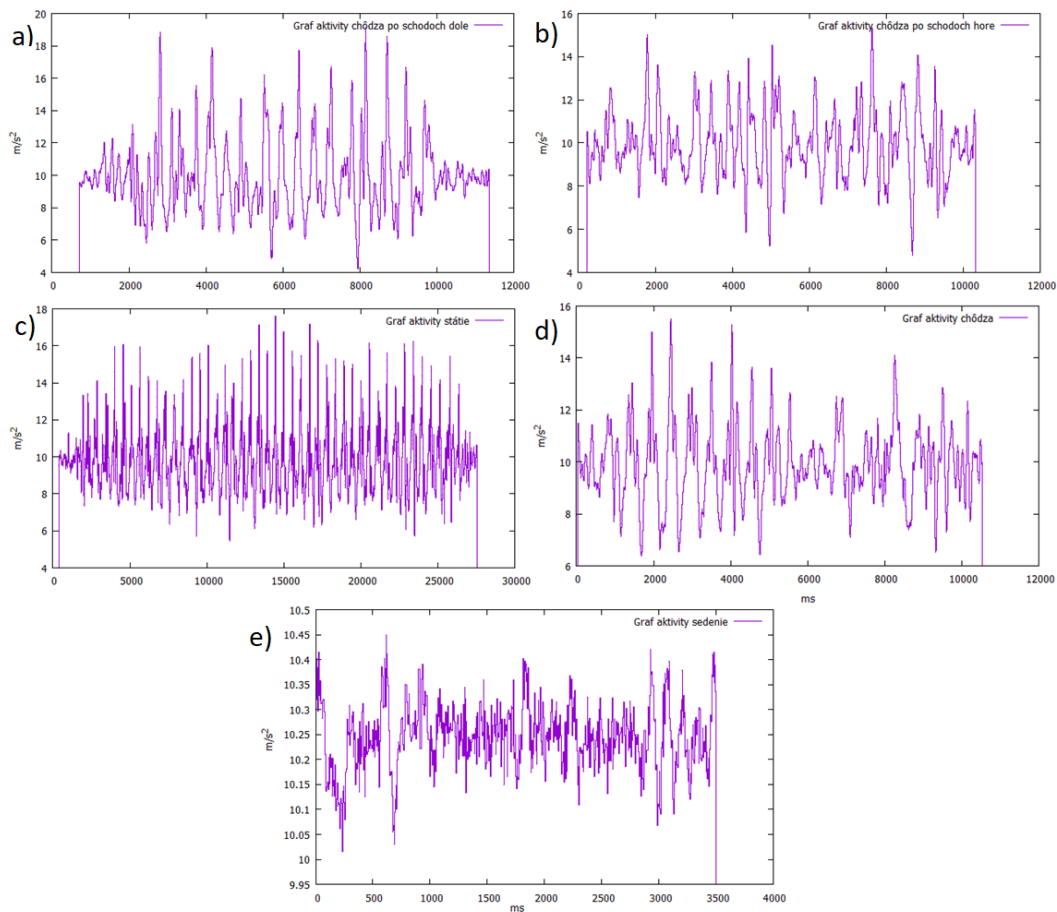 a)
Graf aktivity chôdza po schodoch dole
20
18
16
14
12
10
8
6
4
m/s²
0 2000 4000 6000 8000 10000 12000
b)
Graf aktivity chôdza po schodoch hore
16
14
12
10
8
6
4
m/s²
0 2000 4000 6000 8000 10000 12000
c)
Graf aktivity státie
18
16
14
12
10
8
6
4
m/s²
0 5000 10000 15000 20000 25000 30000
d)
Graf aktivity chôdza
16
14
12
10
8
6
m/s²
0 2000 4000 6000 8000 10000 12000
ms
e)
Graf aktivity sedenie
10.5
10.45
10.4
10.35
10.3
10.25
10.2
10.15
10.1
10.05
10
9.95
m/s²
0 500 1000 1500 2000 2500 3000 3500 4000
ms